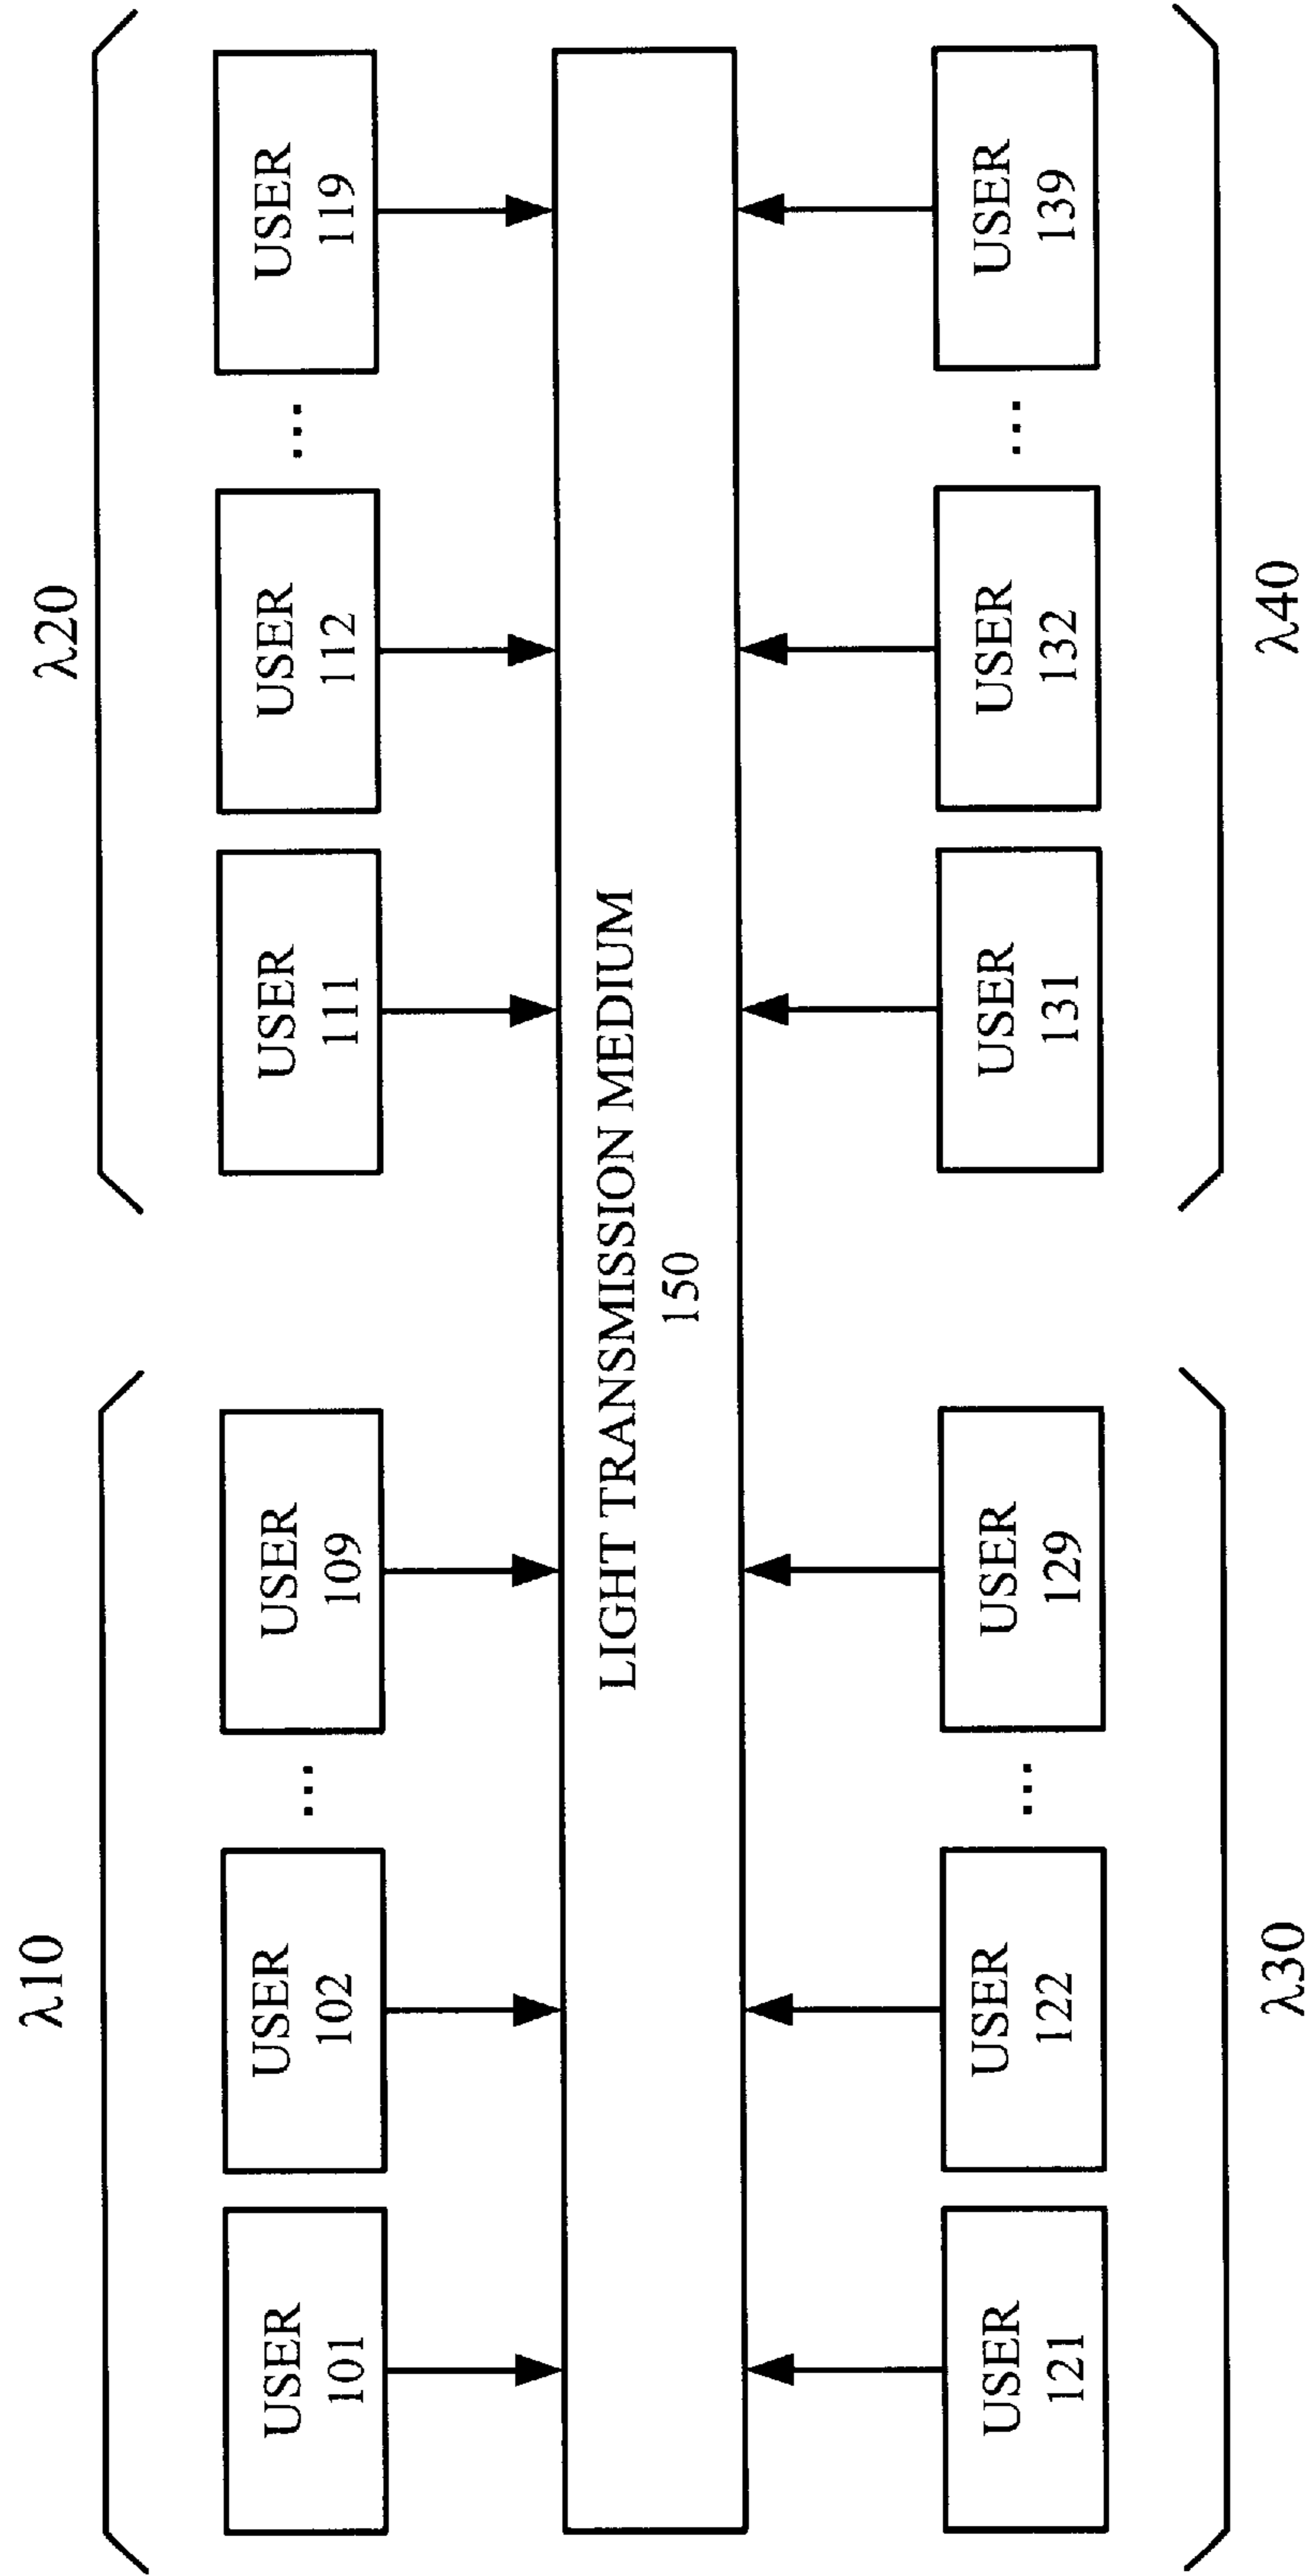 λ10
λ20
USER
101
USER
102
...
USER
109
USER
111
USER
112
...
USER
119
LIGHT TRANSMISSION MEDIUM
150
USER
121
USER
122
...
USER
129
USER
131
USER
132
...
USER
139
λ30
λ40